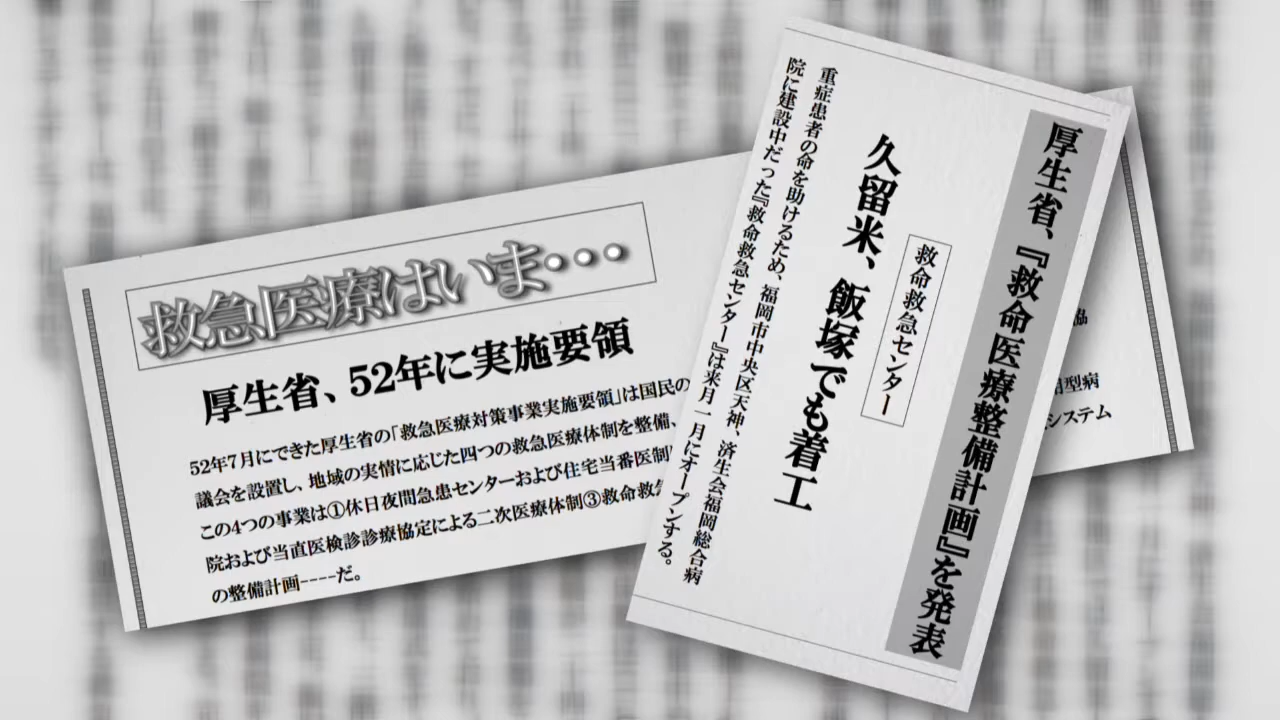 救急医療はいま…
厚生省、52年に実施要領
52年7月にできた厚生省の「救急医療対策事業実施要領」は国民の
議会を設置し、地域の実情に応じた四つの救急医療体制を整備、
この4つの事業は①休日夜間急患センターおよび住宅当番医制
院および当直医検診診療協定による二次医療体制③救命救急
の整備計画----だ。
協
用型病
システム
厚生省、『救命医療整備計画』を発表
救命救急センター
久留米、飯塚でも着工
重症患者の命を助けるため、福岡市中央区天神、済生会福岡総合病
院に建設中だった『救命救急センター』は来月一月にオープンする。